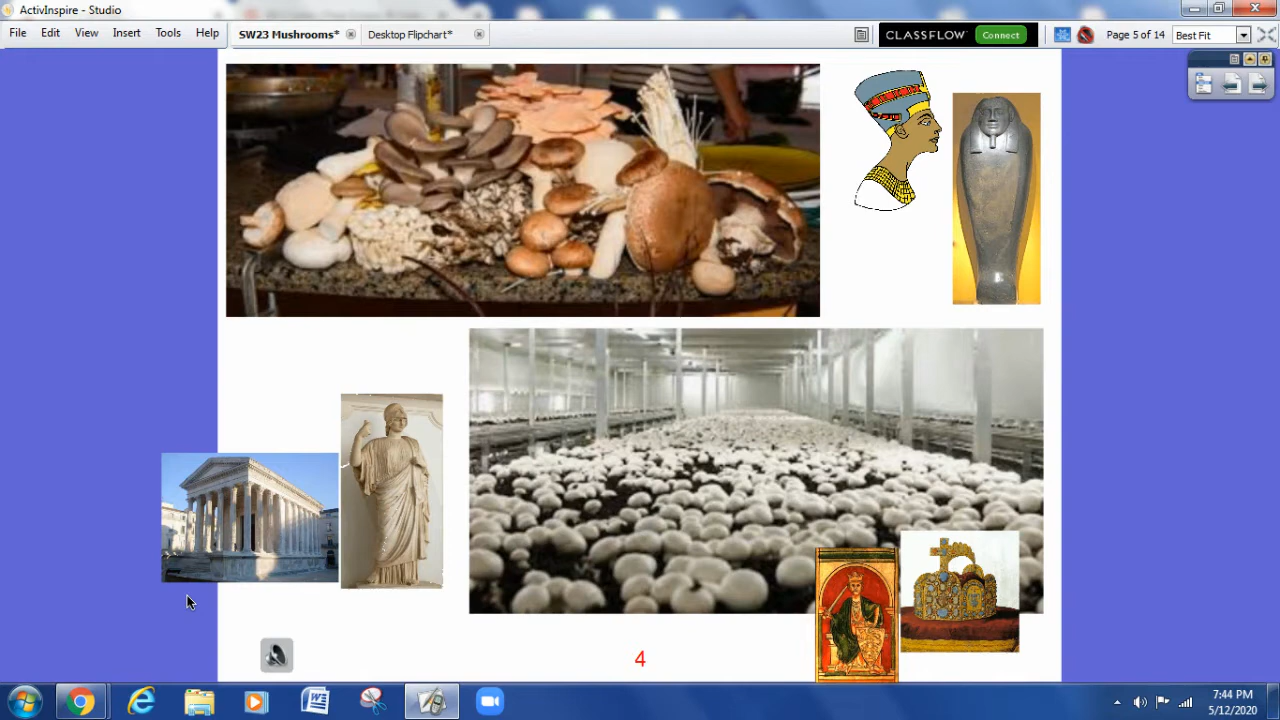 ActivInspire - Studio
File Edit View Insert Tools Help SW23 Mushrooms* Desktop Flipchart* CLASSFLOW Connect Page 5 of 14 Best Fit
4
7:44 PM
5/12/2020